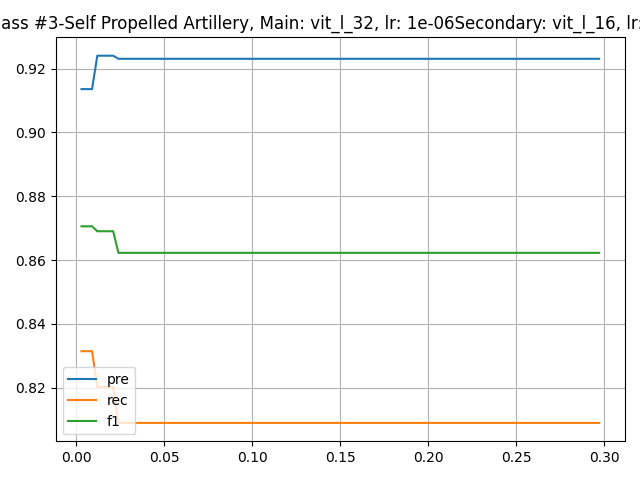 ass #3-Self Propelled Artillery, Main: vit_l_32, lr: 1e-06Secondary: vit_l_16, lr:
0.92
0.90
0.88
0.86
0.84
0.82
pre
rec
f1
0.00 0.05 0.10 0.15 0.20 0.25 0.30